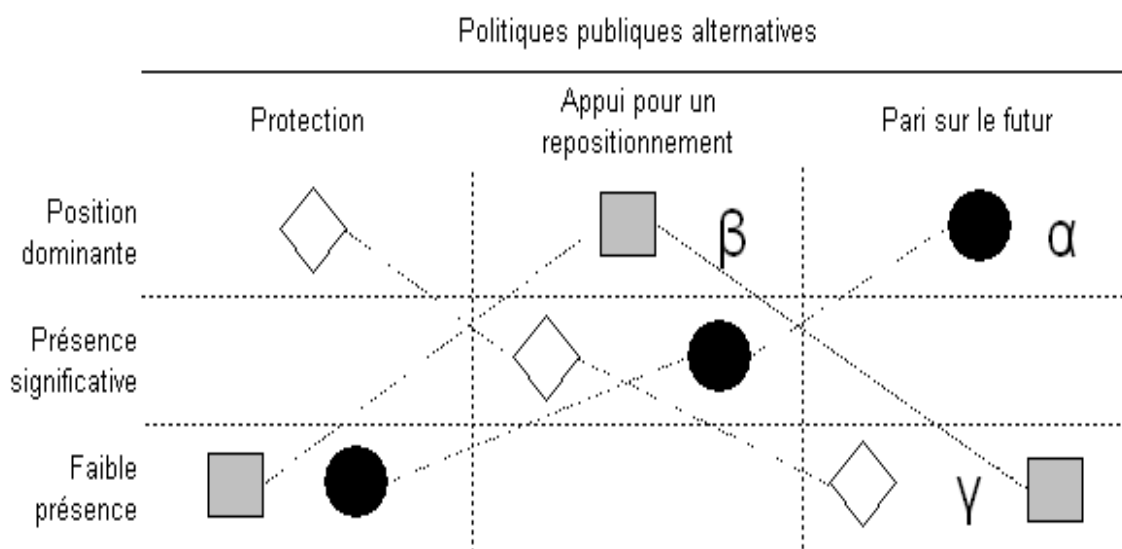 Politiques publiques alternatives
Protection
Appui pour un
repositionnement
Pari sur le futur
Position
dominante
β
α
Présence
significative
Faible
présence
γ